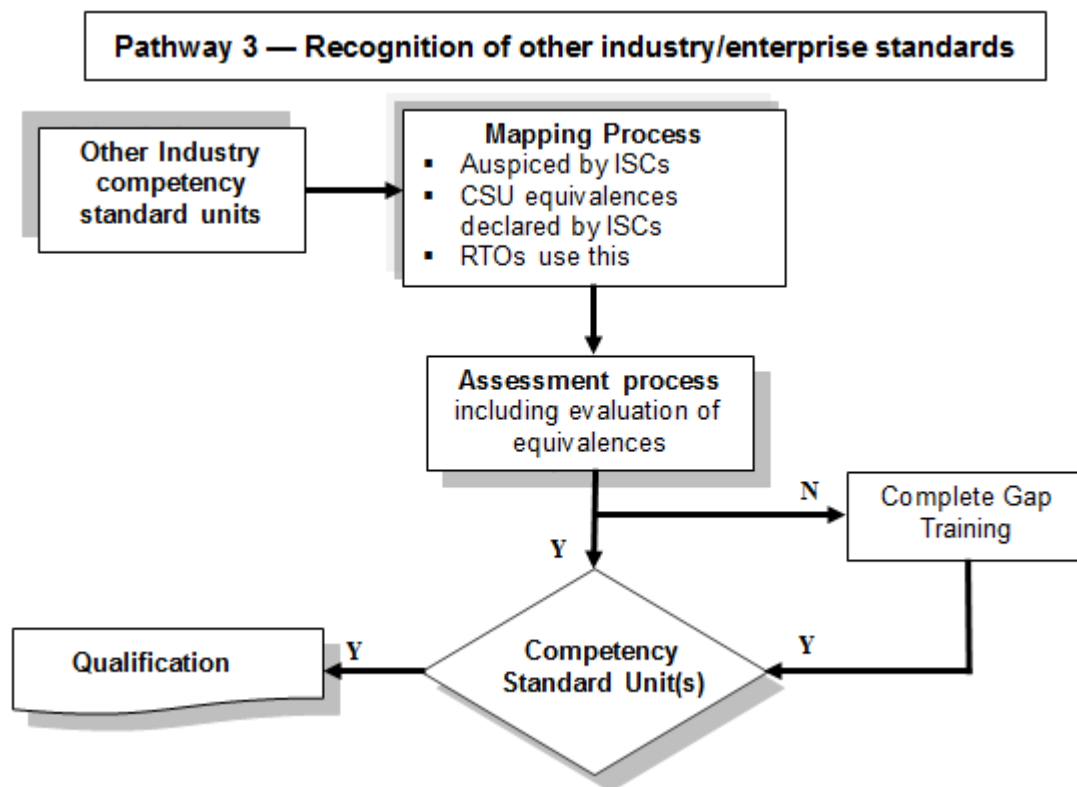 Pathway 3 — Recognition of other industry/enterprise standards
Other Industry
competency
standard units
Mapping Process
▪ Auspiced by ISCs
▪ CSU equivalences
declared by ISCs
▪ RTOs use this
Assessment process
including evaluation of
equivalences
N
Complete Gap
Training
Y
Competency
Standard Unit(s)
Y
Y
Qualification